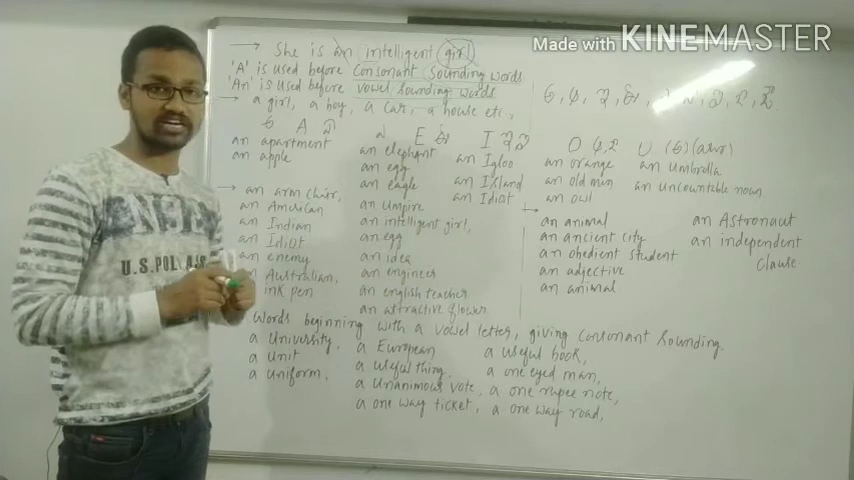 Made with KINEMASTER
→ She is an intelligent girl
'A' is used before Consonant Sounding words
'An' is used before vowel Sounding words
→ a girl, a boy, a car, a house etc.,
A
E
I
O
U
an apartment
an apple
an elephant
an egg
an eagle
an Igloo
an Island
an Idiot
an orange
an old man
an owl
an umbrella
an uncountable noun
→ an arm chair,
an American
an Indian
an Idiot
an enemy
an Australian,
ink pen
an Umpire
an intelligent girl,
an egg
an idea
an engineer
an english teacher
an attractive flower
an animal
an ancient city
an obedient student
an adjective
an animal
an Astronaut
an independent
clause
Words beginning with a vowel letter, giving Consonant Sounding.
a University,
a Unit
a Uniform.
a European
a useful thing.
a Unanimous vote,
a one way ticket,
a useful book,
a one eyed man,
a one rupee note,
a one way road,
U.S.POL